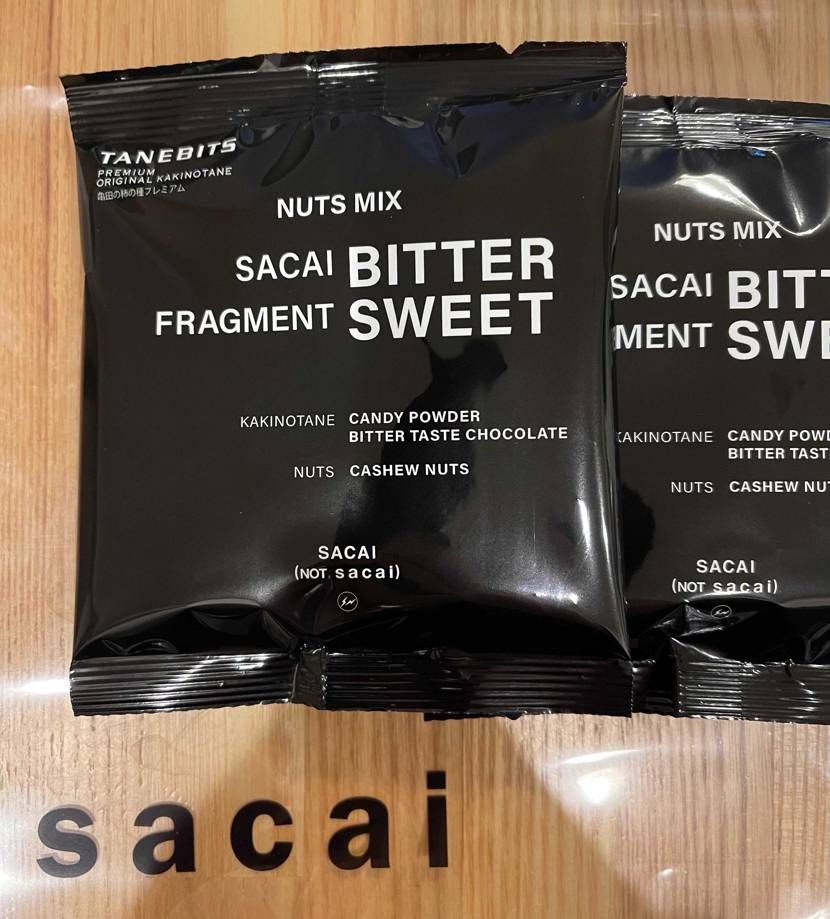 TANEBITS
PREMIUM
ORIGINAL KAKINOTANE
亀田の柿の種プレミアム
NUTS MIX
SACAI BITTER
FRAGMENT SWEET
KAKINOTANE CANDY POWDER
BITTER TASTE CHOCOLATE
NUTS CASHEW NUTS
SACAI
(NOT sacai)
NUTS MIX
SACAI BITT
MENT SWE
KAKINOTANE CANDY POWD
BITTER TAST
NUTS CASHEW NUT
SACAI
(NOT sacai)
sacai